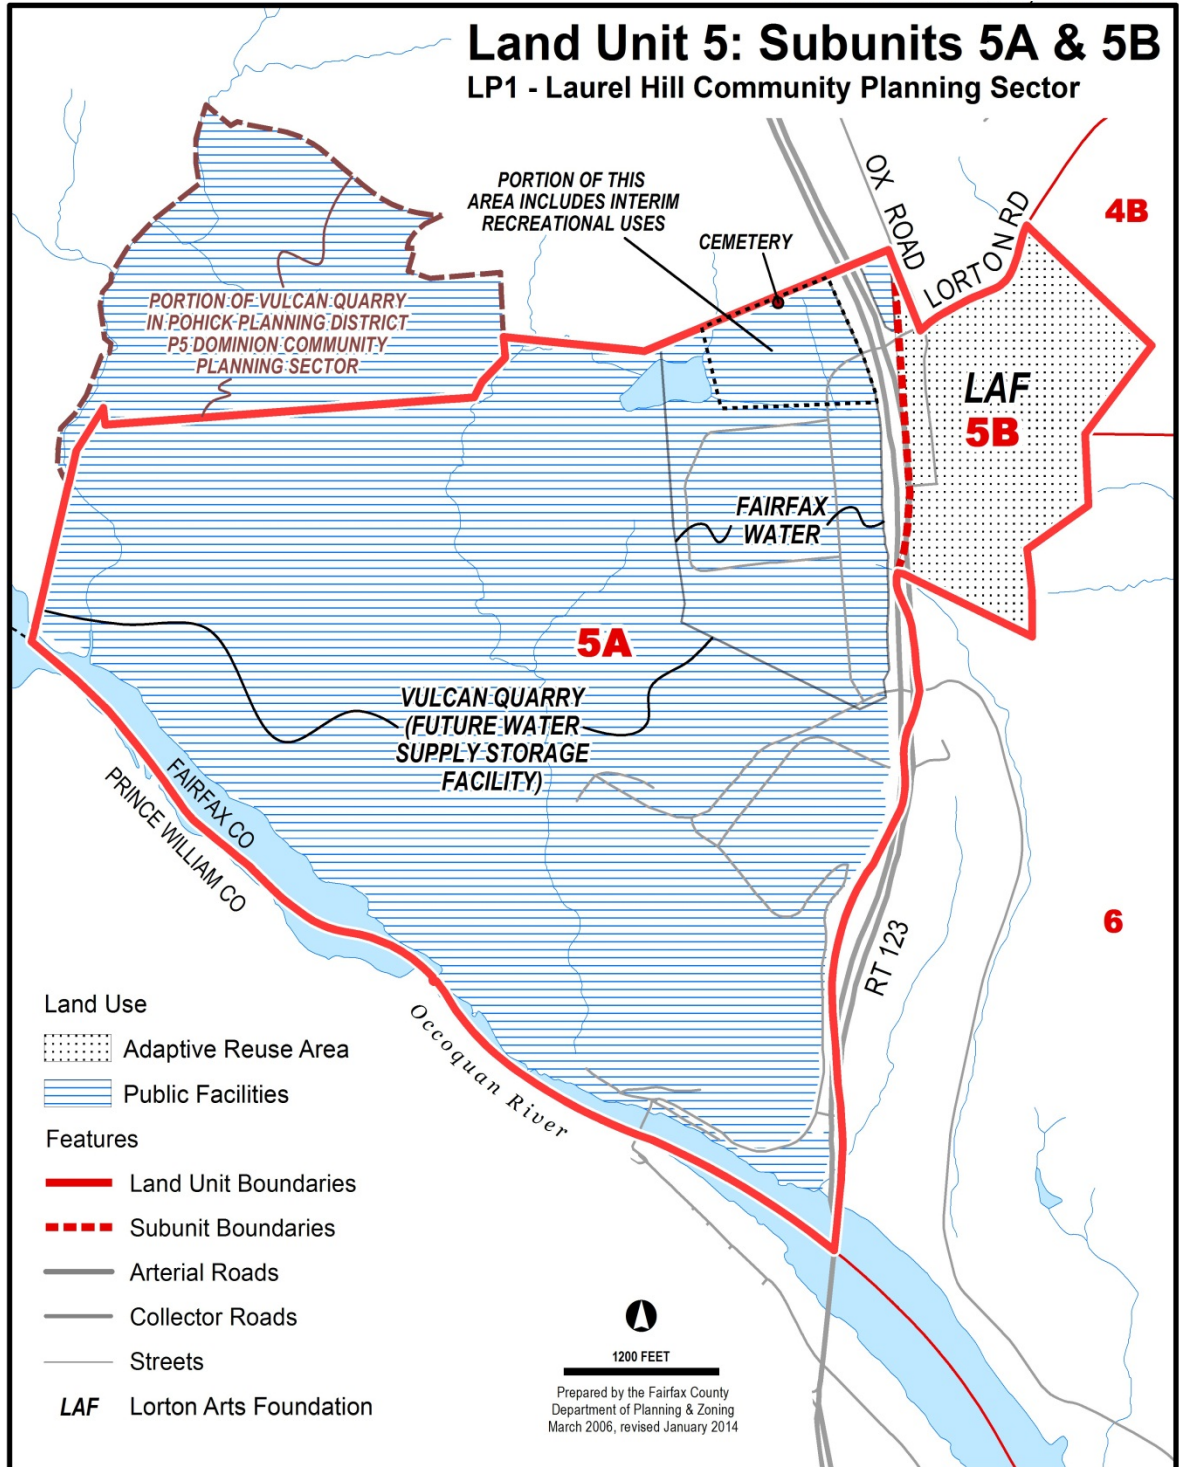 Land Unit 5: Subunits 5A & 5B
LP1 - Laurel Hill Community Planning Sector
OX ROAD
LORTON RD
4B
PORTION OF THIS
AREA INCLUDES INTERIM
RECREATIONAL USES
CEMETERY
PORTION OF VULCAN QUARRY
IN POHICK PLANNING DISTRICT
P5 DOMINION COMMUNITY
PLANNING SECTOR
LAF
5B
FAIRFAX
WATER
5A
VULCAN QUARRY
(FUTURE WATER
SUPPLY STORAGE
FACILITY)
FAIRFAX CO
PRINCE WILLIAM CO
6
RT 123
Occoquan River
Land Use
Adaptive Reuse Area
Public Facilities
Features
Land Unit Boundaries
Subunit Boundaries
Arterial Roads
Collector Roads
Streets
LAF Lorton Arts Foundation
1200 FEET
Prepared by the Fairfax County
Department of Planning & Zoning
March 2006, revised January 2014